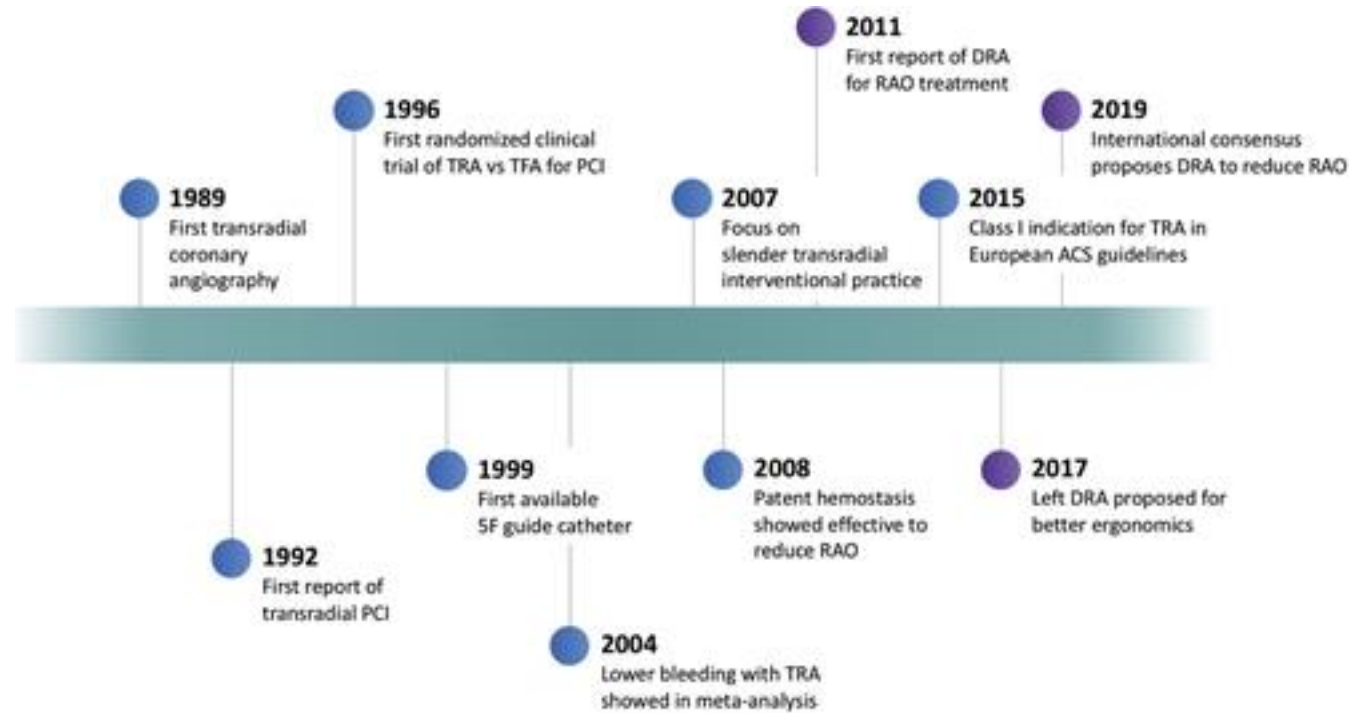 2011
First report of DRA
for RAO treatment
1996
First randomized clinical
trial of TRA vs TFA for PCI
2019
International consensus
proposes DRA to reduce RAO
1989
First transradial
coronary
angiography
2007
Focus on
slender transradial
interventional practice
2015
Class I indication for TRA in
European ACS guidelines
1999
First available
5F guide catheter
2008
Patent hemostasis
showed effective to
reduce RAO
2017
Left DRA proposed for
better ergonomics
1992
First report of
transradial PCI
2004
Lower bleeding with TRA
showed in meta-analysis